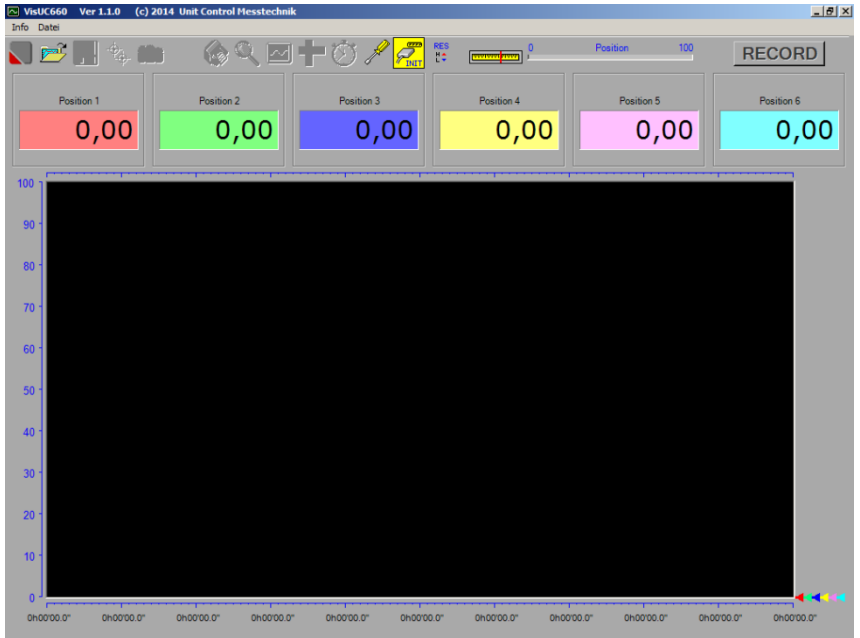 VisUC660 Ver 1.1.0 (c) 2014 Unit Control Messtechnik
Info Datei
INIT
RES
H
L
0 Position 100
RECORD
Position 1 Position 2 Position 3 Position 4 Position 5 Position 6
0,00 0,00 0,00 0,00 0,00 0,00
100
90
80
70
60
50
40
30
20
10
0
0h00'00.0" 0h00'00.0" 0h00'00.0" 0h00'00.0" 0h00'00.0" 0h00'00.0" 0h00'00.0" 0h00'00.0" 0h00'00.0" 0h00'00.0" 0h00'00.0"